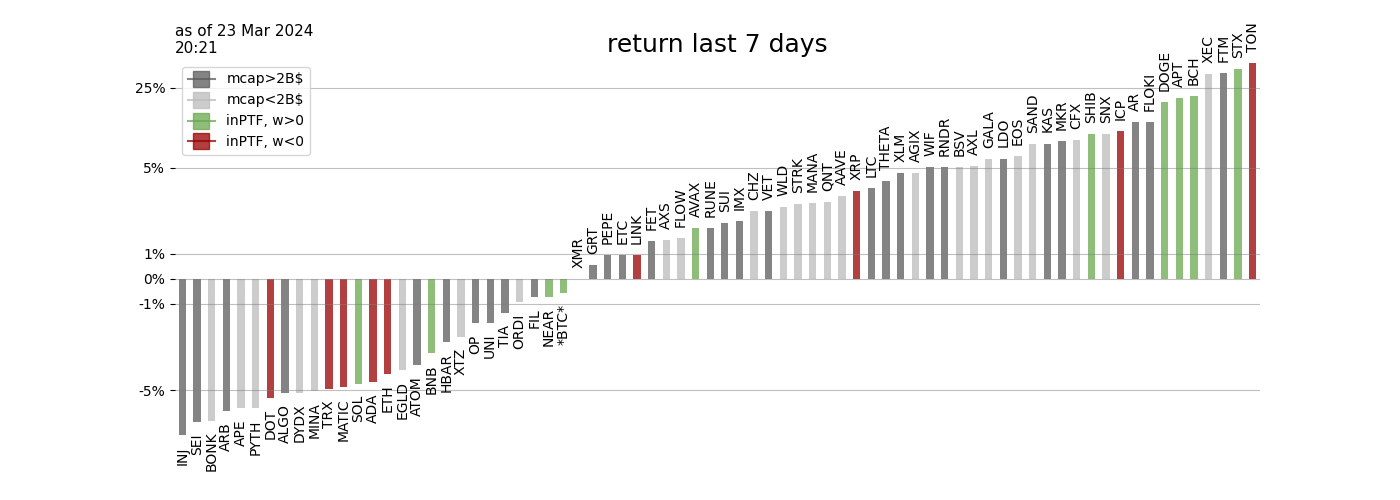 as of 23 Mar 2024
20:21
return last 7 days
mcap>2B$
mcap<2B$
inPTF, w>0
inPTF, w<0
25%
5%
1%
0%
-1%
-5%
INJ
SEI
BONK
ARB
APE
PYTH
DOT
ALGO
DYDX
MINA
TRX
MATIC
SOL
ADA
ETH
EGLD
ATOM
BNB
HBAR
XTZ
OP
UNI
TIA
ORDI
FIL
NEAR
*BTC*
XMR
GRT
PEPE
ETC
LINK
FET
AXS
FLOW
AVAX
RUNE
SUI
IMX
CHZ
VET
WLD
STRK
MANA
QNT
AAVE
XRP
LTC
THETA
XLM
AGIX
WIF
RNDR
BSV
AXL
GALA
LDO
EOS
SAND
KAS
MKR
CFX
SHIB
SNX
ICP
AR
FLOKI
DOGE
APT
BCH
XEC
FTM
STX
TON